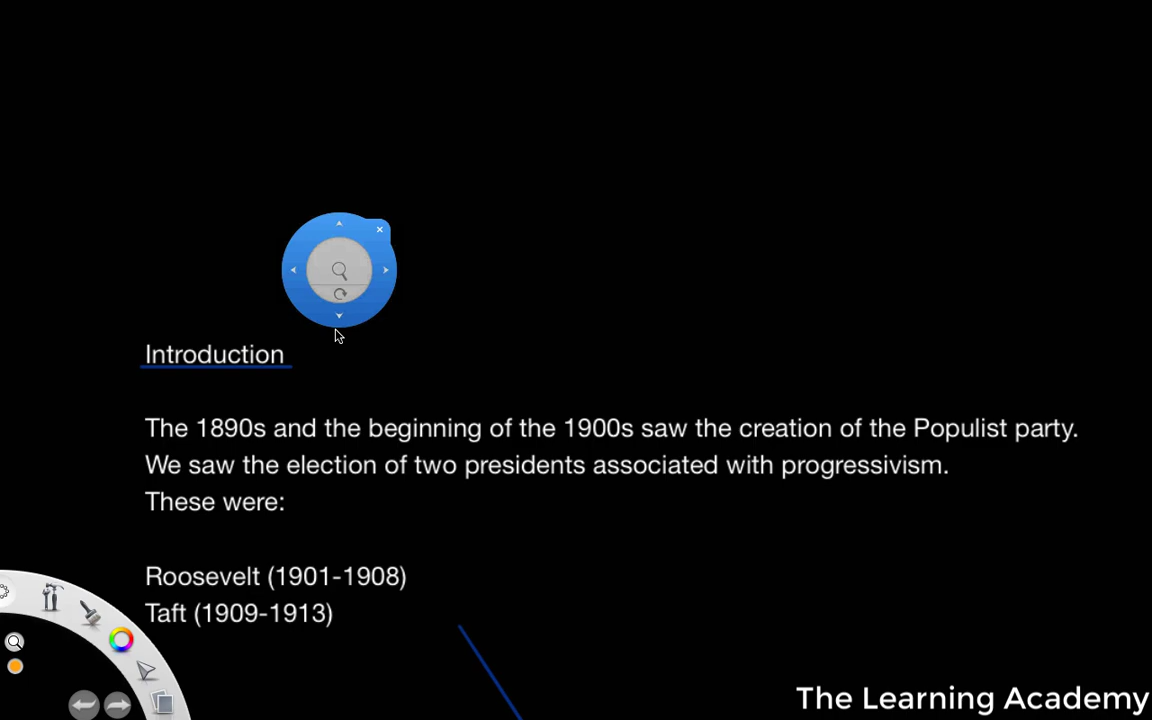 Introduction
The 1890s and the beginning of the 1900s saw the creation of the Populist party.
We saw the election of two presidents associated with progressivism.
These were:
Roosevelt (1901-1908)
Taft (1909-1913)
The Learning Academy